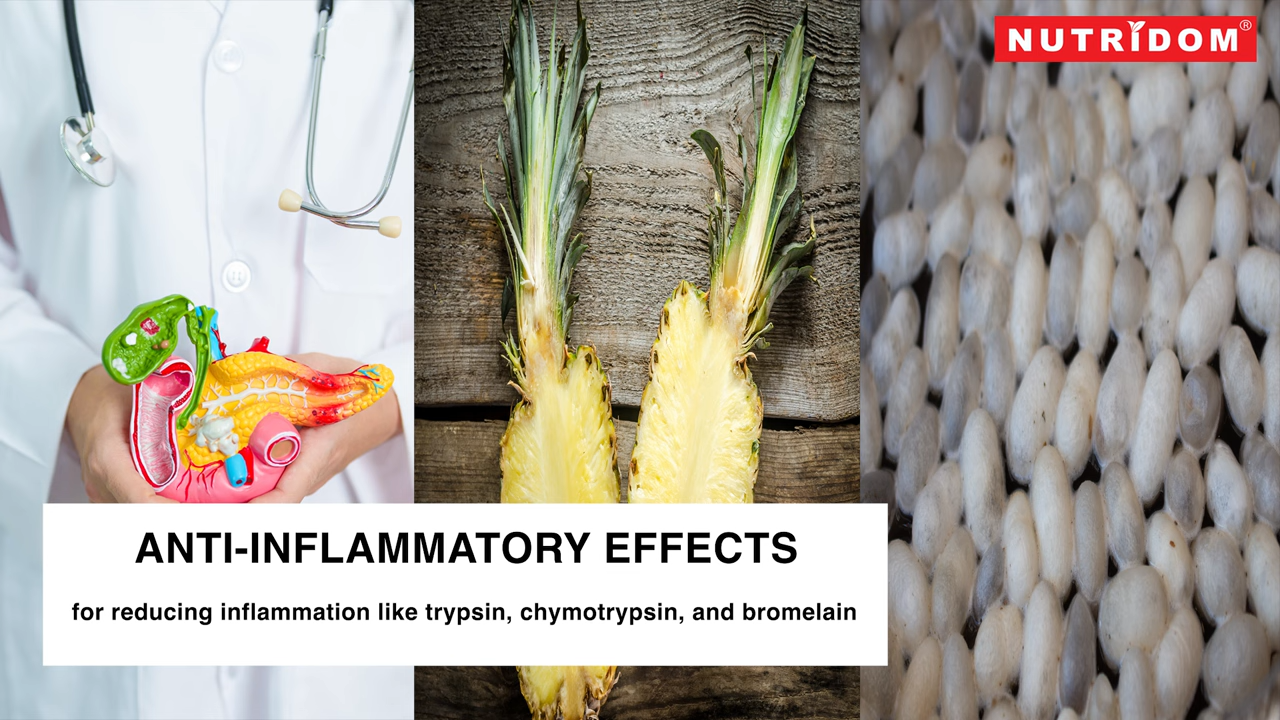 NUTRIDOM®
ANTI-INFLAMMATORY EFFECTS
for reducing inflammation like trypsin, chymotrypsin, and bromelain